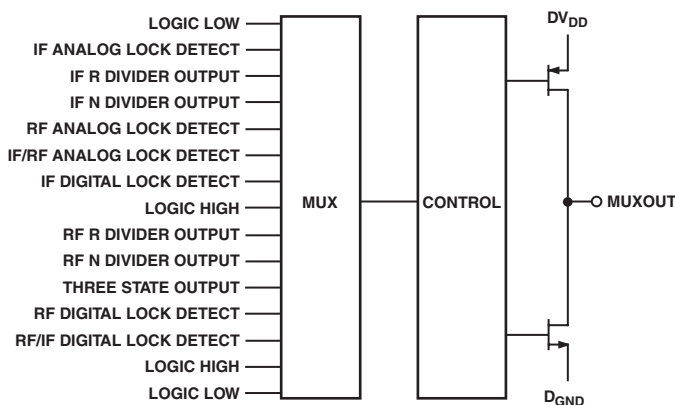 LOGIC LOW
IF ANALOG LOCK DETECT
IF R DIVIDER OUTPUT
IF N DIVIDER OUTPUT
RF ANALOG LOCK DETECT
IF/RF ANALOG LOCK DETECT
IF DIGITAL LOCK DETECT
LOGIC HIGH
RF R DIVIDER OUTPUT
RF N DIVIDER OUTPUT
THREE STATE OUTPUT
RF DIGITAL LOCK DETECT
RF/IF DIGITAL LOCK DETECT
LOGIC HIGH
LOGIC LOW
MUX
CONTROL
DVDD
MUXOUT
DGND